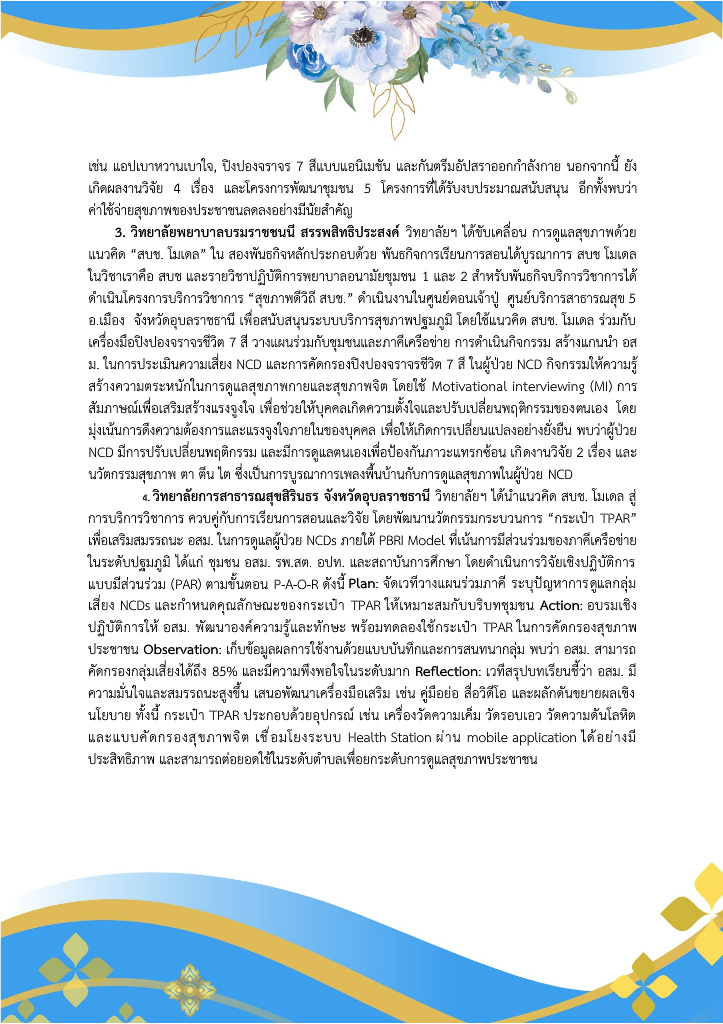 เช่น แอปเบาหวานเบาใจ, ปิงปองจราจร 7 สีแบบแอนิเมชัน และกันตรึมอัปสราออกกำลังกาย นอกจากนี้ ยัง
เกิดผลงานวิจัย 4 เรื่อง และโครงการพัฒนาชุมชน 5 โครงการที่ได้รับงบประมาณสนับสนุน อีกทั้งพบว่า
ค่าใช้จ่ายสุขภาพของประชาชนลดลงอย่างมีนัยสำคัญ
3. วิทยาลัยพยาบาลบรมราชชนนี สรรพสิทธิประสงค์ วิทยาลัยฯ ได้ขับเคลื่อน การดูแลสุขภาพด้วย
แนวคิด “สบช. โมเดล” ใน สองพันธกิจหลักประกอบด้วย พันธกิจการเรียนการสอนได้บูรณาการ สบช โมเดล
ในวิชาเราคือ สบช และรายวิชาปฏิบัติการพยาบาลอนามัยชุมชน 1 และ 2 สำหรับพันธกิจบริการวิชาการได้
ดำเนินโครงการบริการวิชาการ “สุขภาพดีวิถี สบช.” ดำเนินงานในศูนย์ดอนเจ้าปู่ ศูนย์บริการสาธารณสุข 5
อ.เมือง จังหวัดอุบลราชธานี เพื่อสนับสนุนระบบบริการสุขภาพปฐมภูมิ โดยใช้แนวคิด สบช. โมเดล ร่วมกับ
เครื่องมือปิงปองจราจรชีวิต 7 สี วางแผนร่วมกับชุมชนและภาคีเครือข่าย การดำเนินกิจกรรม สร้างแกนนำ อส
ม. ในการประเมินความเสี่ยง NCD และการคัดกรองปิงปองจราจรชีวิต 7 สี ในผู้ป่วย NCD กิจกรรมให้ความรู้
สร้างความตระหนักในการดูแลสุขภาพกายและสุขภาพจิต โดยใช้ Motivational interviewing (MI) การ
สัมภาษณ์เพื่อเสริมสร้างแรงจูงใจ เพื่อช่วยให้บุคคลเกิดความตั้งใจและปรับเปลี่ยนพฤติกรรมของตนเอง โดย
มุ่งเน้นการดึงความต้องการและแรงจูงใจภายในของบุคคล เพื่อให้เกิดการเปลี่ยนแปลงอย่างยั่งยืน พบว่าผู้ป่วย
NCD มีการปรับเปลี่ยนพฤติกรรม และมีการดูแลตนเองเพื่อป้องกันภาวะแทรกซ้อน เกิดงานวิจัย 2 เรื่อง และ
นวัตกรรมสุขภาพ ตา ตีน ไต ซึ่งเป็นการบูรณาการเพลงพื้นบ้านกับการดูแลสุขภาพในผู้ป่วย NCD
4. วิทยาลัยการสาธารณสุขสิรินธร จังหวัดอุบลราชธานี วิทยาลัยฯ ได้นำแนวคิด สบช. โมเดล สู่
การบริการวิชาการ ควบคู่กับการเรียนการสอนและวิจัย โดยพัฒนานวัตกรรมกระบวนการ “กระเป๋า TPAR”
เพื่อเสริมสมรรถนะ อสม. ในการดูแลผู้ป่วย NCDs ภายใต้ PBRI Model ที่เน้นการมีส่วนร่วมของภาคีเครือข่าย
ในระดับปฐมภูมิ ได้แก่ ชุมชน อสม. รพ.สต. อปท. และสถาบันการศึกษา โดยดำเนินการวิจัยเชิงปฏิบัติการ
แบบมีส่วนร่วม (PAR) ตามขั้นตอน P-A-O-R ดังนี้ Plan: จัดเวทีวางแผนร่วมภาคี ระบุปัญหาการดูแลกลุ่ม
เสี่ยง NCDs และกำหนดคุณลักษณะของกระเป๋า TPAR ให้เหมาะสมกับบริบทชุมชน Action: อบรมเชิง
ปฏิบัติการให้ อสม. พัฒนาองค์ความรู้และทักษะ พร้อมทดลองใช้กระเป๋า TPAR ในการคัดกรองสุขภาพ
ประชาชน Observation: เก็บข้อมูลผลการใช้งานด้วยแบบบันทึกและการสนทนากลุ่ม พบว่า อสม. สามารถ
คัดกรองกลุ่มเสี่ยงได้ถึง 85% และมีความพึงพอใจในระดับมาก Reflection: เวทีสรุปบทเรียนชี้ว่า อสม. มี
ความมั่นใจและสมรรถนะสูงขึ้น เสนอพัฒนาเครื่องมือเสริม เช่น คู่มือย่อ สื่อวิดีโอ และผลักดันขยายผลเชิง
นโยบาย ทั้งนี้ กระเป๋า TPAR ประกอบด้วยอุปกรณ์ เช่น เครื่องวัดความเค็ม วัดรอบเอว วัดความดันโลหิต
และแบบคัดกรองสุขภาพจิต เชื่อมโยงระบบ Health Station ผ่าน mobile application ได้อย่างมี
ประสิทธิภาพ และสามารถต่อยอดใช้ในระดับตำบลเพื่อยกระดับการดูแลสุขภาพประชาชน